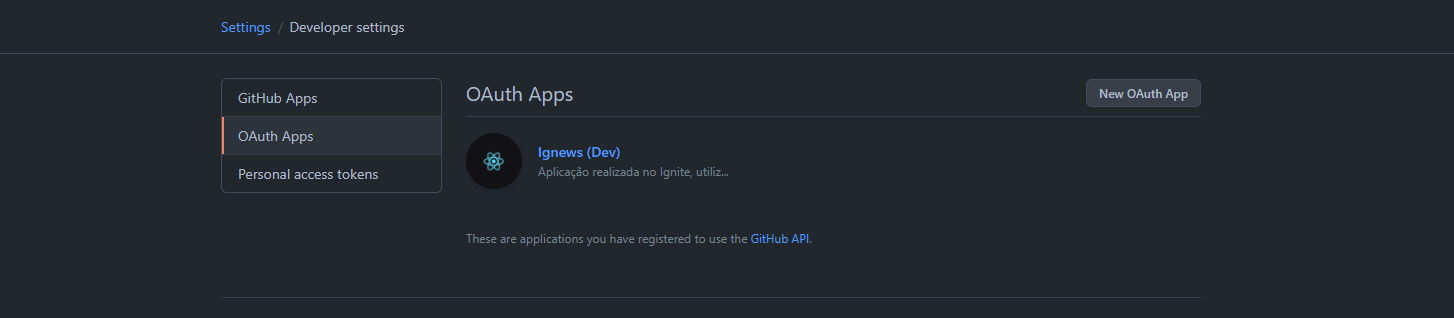 Settings / Developer settings
GitHub Apps
OAuth Apps
Personal access tokens
OAuth Apps
New OAuth App
Ignews (Dev)
Aplicação realizada no Ignite, utiliz...
These are applications you have registered to use the GitHub API.